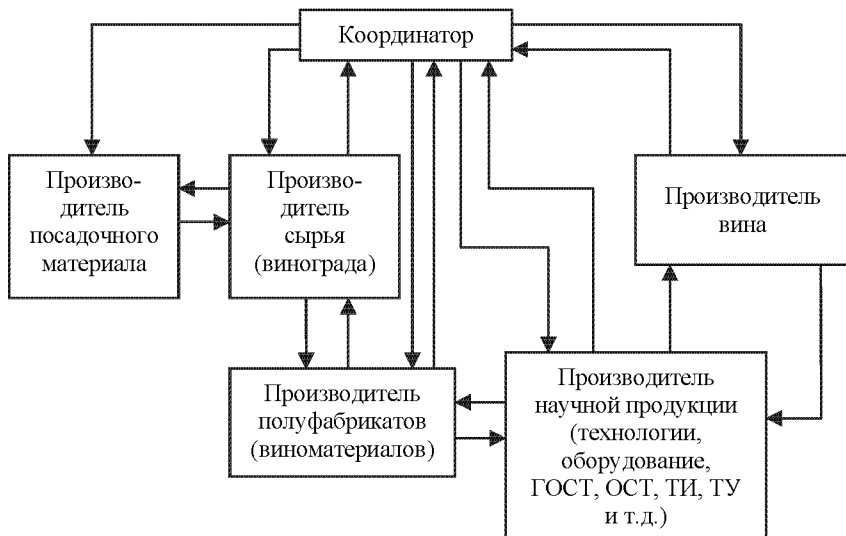 Координатор
Произво-
дитель
посадочного
материала
Произво-
дитель
сырья
(винограда)
Производитель
вина
Производитель
полуфабрикатов
(виноматериалов)
Производитель
научной продукции
(технологии,
оборудование,
ГОСТ, ОСТ, ТИ, ТУ
и т.д.)